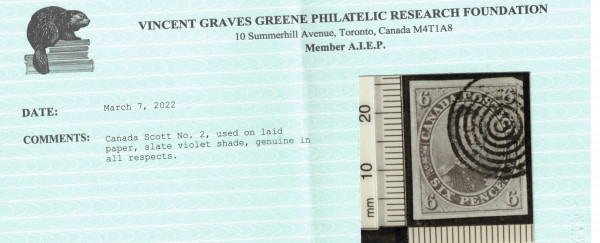 VINCENT GRAVES GREENE PHILATELIC RESEARCH FOUNDATION
10 Summerhill Avenue, Toronto, Canada M4T1A8
Member A.I.E.P.
DATE: March 7, 2022
COMMENTS: Canada Scott No. 2, used on laid
paper, slate violet shade, genuine in
all respects.
20
10
mm
6 6
CANADA POSTAGE
SIX PENCE
6 6